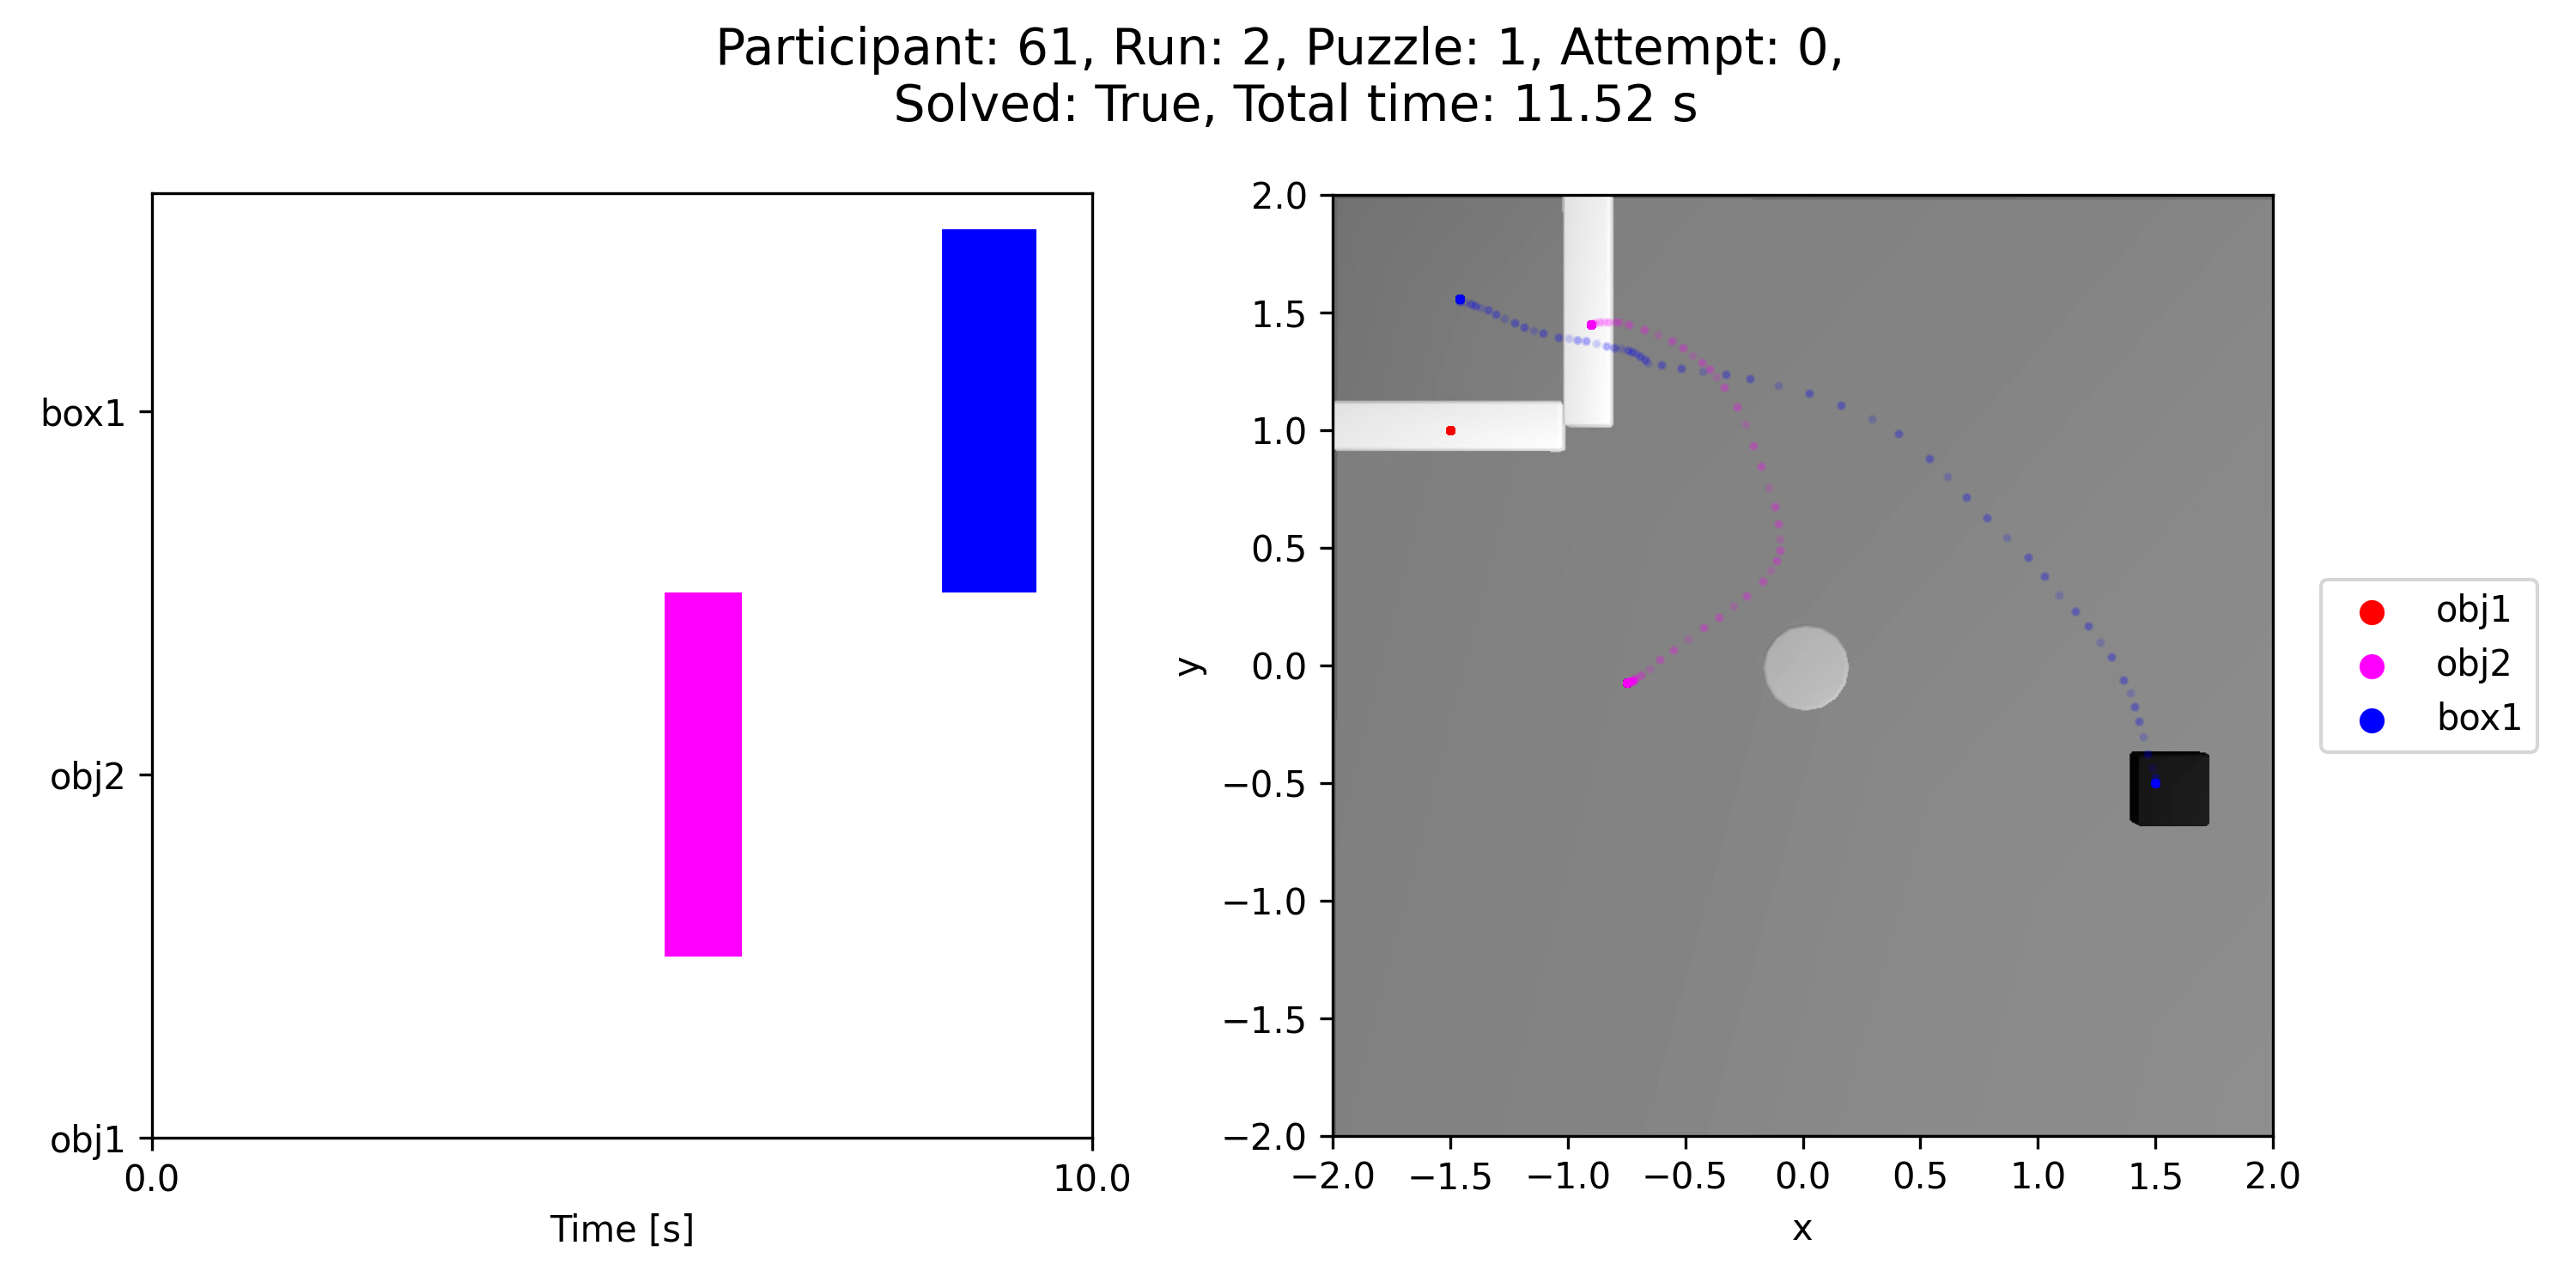 Participant: 61, Run: 2, Puzzle: 1, Attempt: 0,
Solved: True, Total time: 11.52 s
box1
obj2
obj1
0.0
10.0
Time [s]
2.0
1.5
1.0
0.5
0.0
−0.5
−1.0
−1.5
−2.0
y
−2.0 −1.5 −1.0 −0.5 0.0 0.5 1.0 1.5 2.0
x
obj1
obj2
box1